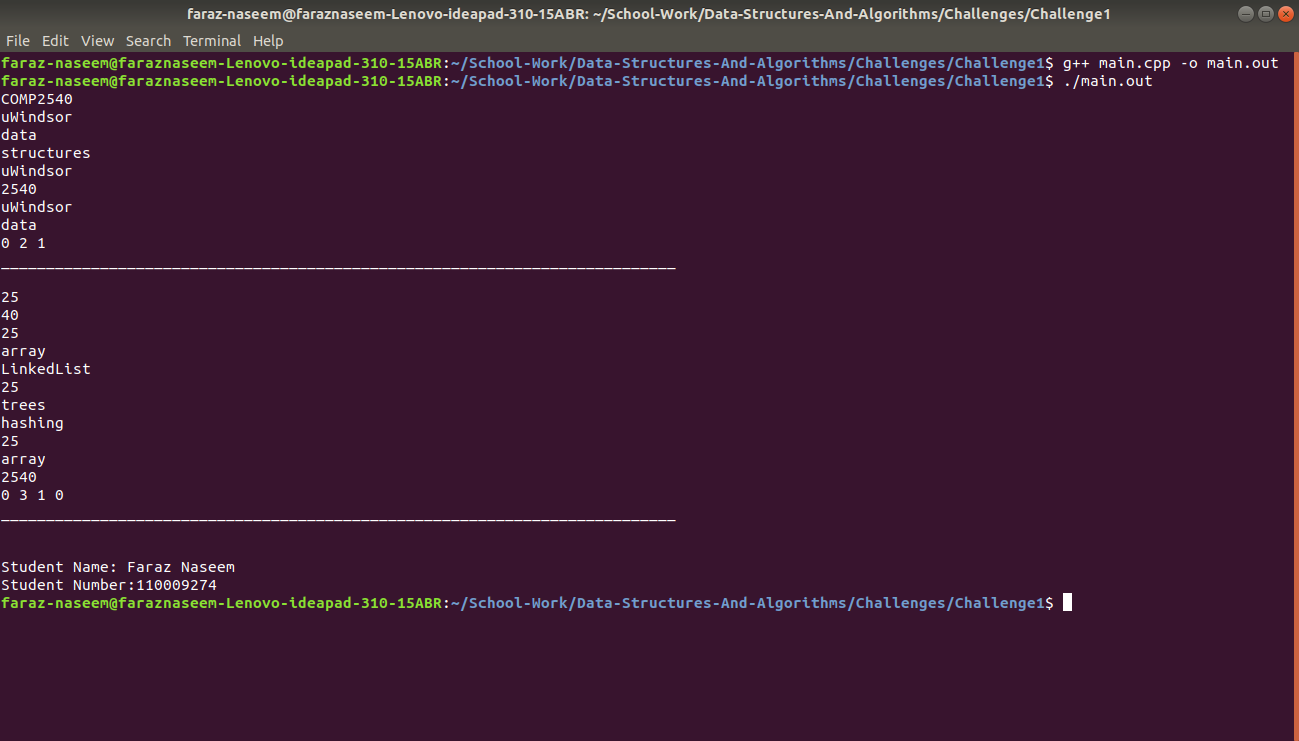 faraz-naseem@faraznaseem-Lenovo-ideapad-310-15ABR: ~/School-Work/Data-Structures-And-Algorithms/Challenges/Challenge1
File Edit View Search Terminal Help
faraz-naseem@faraznaseem-Lenovo-ideapad-310-15ABR:~/School-Work/Data-Structures-And-Algorithms/Challenges/Challenge1$ g++ main.cpp -o main.out
faraz-naseem@faraznaseem-Lenovo-ideapad-310-15ABR:~/School-Work/Data-Structures-And-Algorithms/Challenges/Challenge1$ ./main.out
COMP2540
uWindsor
data
structures
uWindsor
2540
uWindsor
data
0 2 1
___________________________________________________________________________
25
40
25
array
LinkedList
25
trees
hashing
25
array
2540
0 3 1 0
___________________________________________________________________________
Student Name: Faraz Naseem
Student Number:110009274
faraz-naseem@faraznaseem-Lenovo-ideapad-310-15ABR:~/School-Work/Data-Structures-And-Algorithms/Challenges/Challenge1$